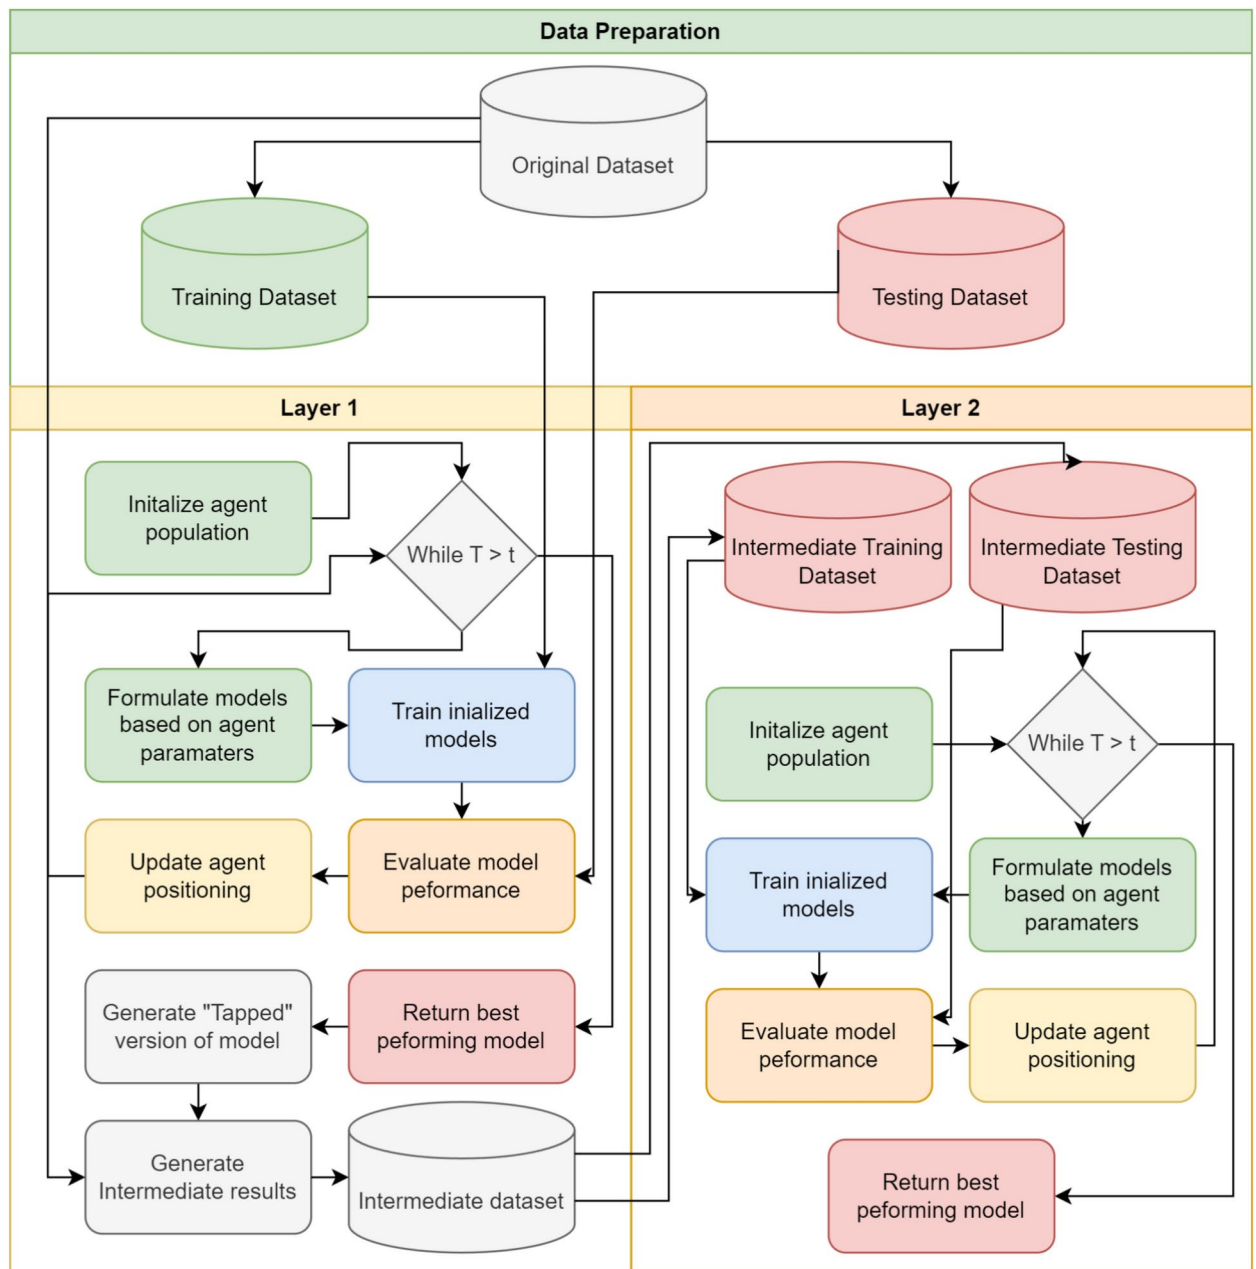 Data Preparation
Original Dataset
Training Dataset
Testing Dataset
Layer 1
Initalize agent
population
While T > t
Formulate models
based on agent
paramaters
Train inialized
models
Update agent
positioning
Evaluate model
peformance
Generate "Tapped"
version of model
Return best
peforming model
Generate
Intermediate results
Intermediate dataset
Layer 2
Intermediate Training
Dataset
Intermediate Testing
Dataset
Initalize agent
population
While T > t
Train inialized
models
Formulate models
based on agent
paramaters
Evaluate model
peformance
Update agent
positioning
Return best
peforming model